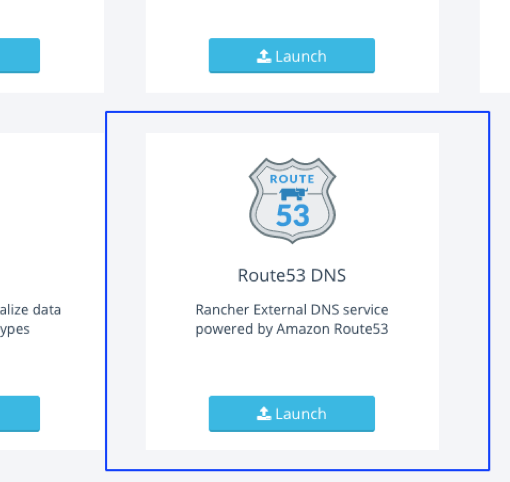 Launch
ROUTE
53
Route53 DNS
alize data
ypes
Rancher External DNS service
powered by Amazon Route53
Launch